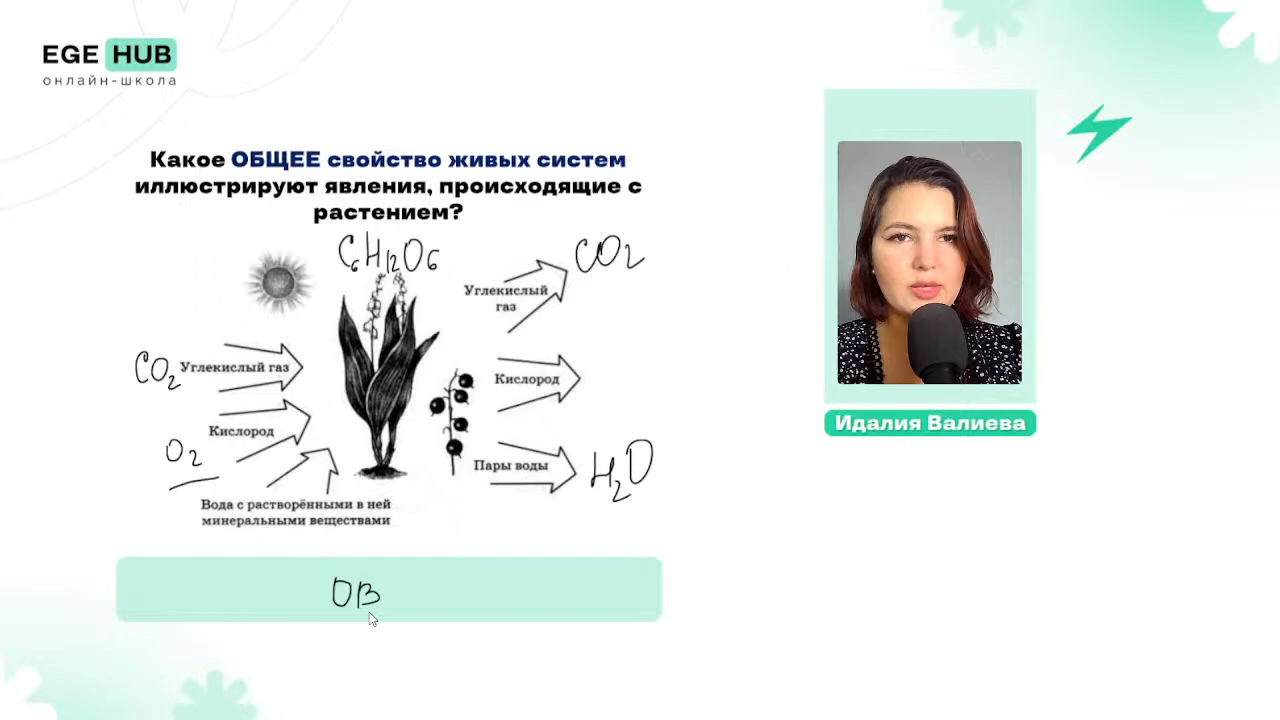 EGE HUB
ОНЛАЙН-ШКОЛА
Какое ОБЩЕЕ свойство живых систем
иллюстрируют явления, происходящие с
растением?
C6H12O6
CO2
Углекислый
газ
CO2
Углекислый газ
Кислород
Кислород
O2
Пары воды
H2O
Вода с растворёнными в ней
минеральными веществами
ОВ
Идалия Валиева